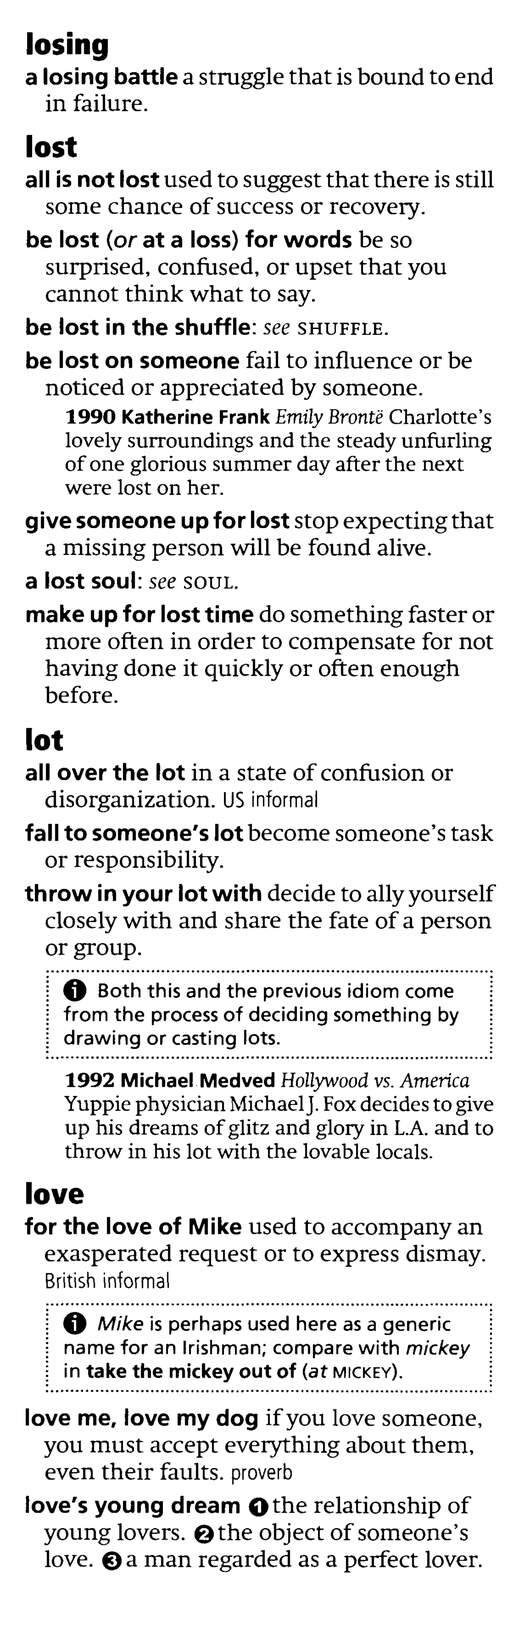 losing
a losing battle a struggle that is bound to end
in failure.
lost
all is not lost used to suggest that there is still
some chance of success or recovery.
be lost (or at a loss) for words be so
surprised, confused, or upset that you
cannot think what to say.
be lost in the shuffle: see SHUFFLE.
be lost on someone fail to influence or be
noticed or appreciated by someone.
1990 Katherine Frank Emily Brontë Charlotte's
lovely surroundings and the steady unfurling
of one glorious summer day after the next
were lost on her.
give someone up for lost stop expecting that
a missing person will be found alive.
a lost soul: see SOUL.
make up for lost time do something faster or
more often in order to compensate for not
having done it quickly or often enough
before.
lot
all over the lot in a state of confusion or
disorganization. US informal
fall to someone's lot become someone's task
or responsibility.
throw in your lot with decide to ally yourself
closely with and share the fate of a person
or group.
i Both this and the previous idiom come
from the process of deciding something by
drawing or casting lots.
1992 Michael Medved Hollywood vs. America
Yuppie physician Michael J. Fox decides to give
up his dreams of glitz and glory in L.A. and to
throw in his lot with the lovable locals.
love
for the love of Mike used to accompany an
exasperated request or to express dismay.
British informal
i Mike is perhaps used here as a generic
name for an Irishman; compare with mickey
in take the mickey out of (at MICKEY).
love me, love my dog if you love someone,
you must accept everything about them,
even their faults. proverb
love's young dream ❶ the relationship of
young lovers. ❷ the object of someone's
love. ❸ a man regarded as a perfect lover.